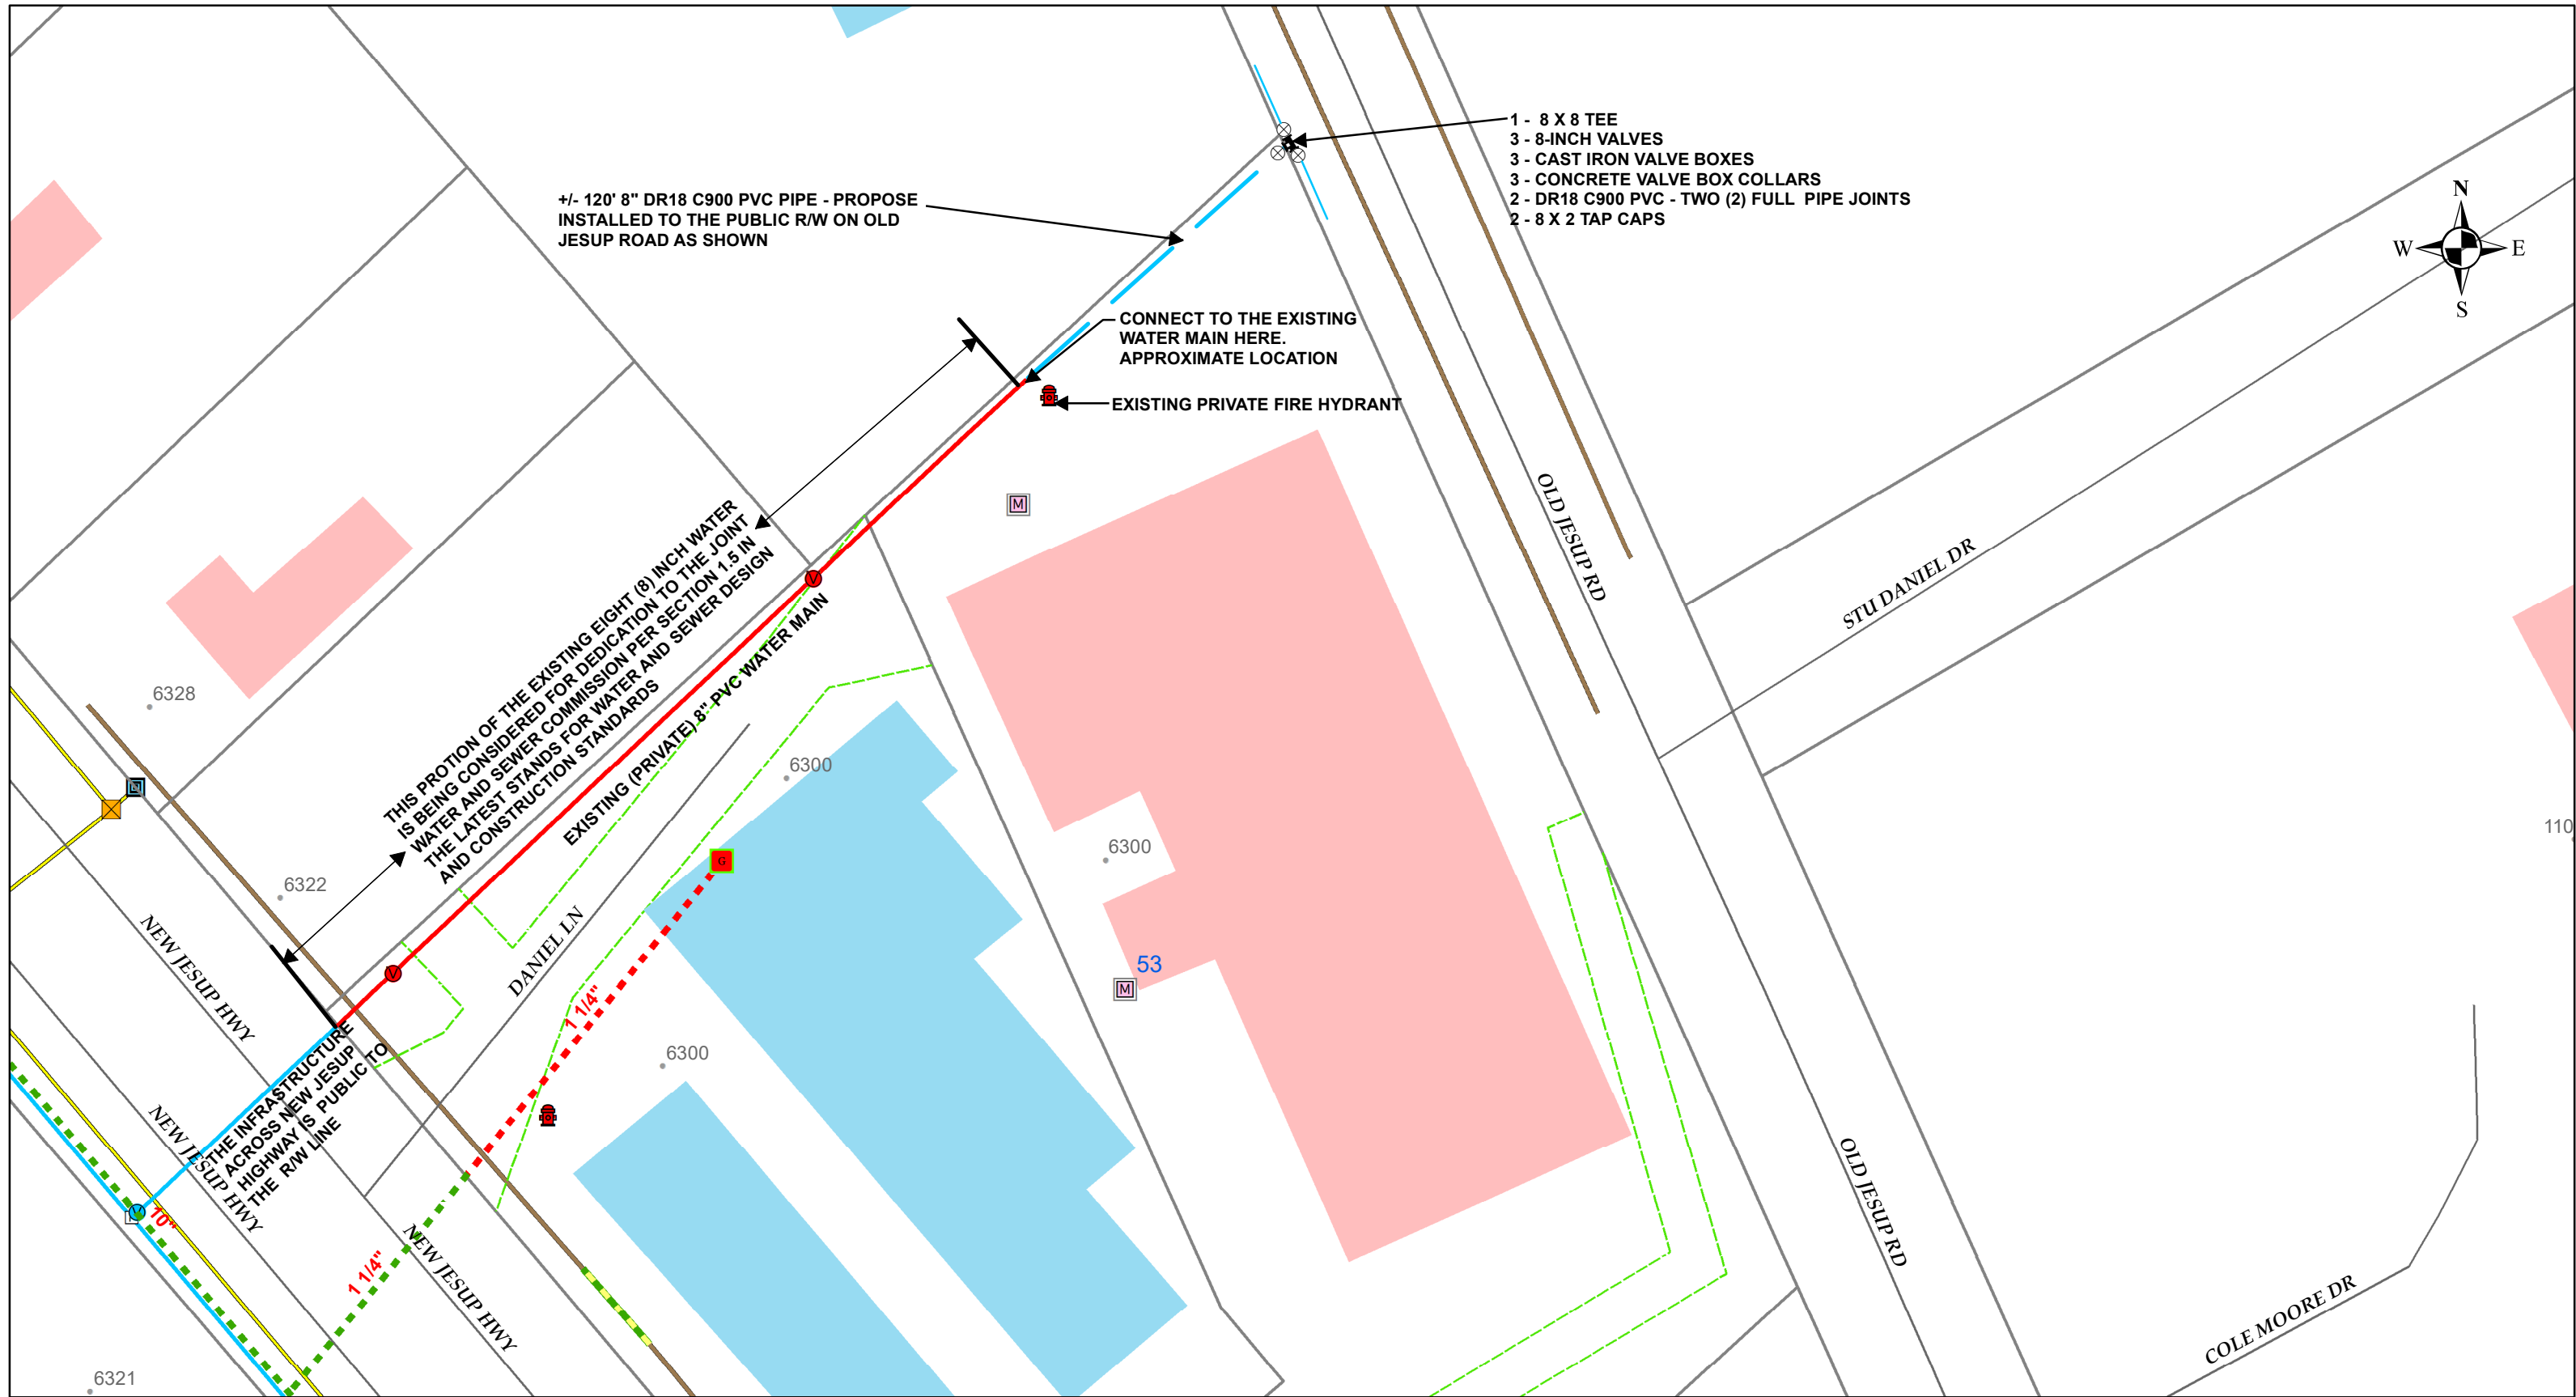 1 - 8 X 8 TEE
3 - 8-INCH VALVES
3 - CAST IRON VALVE BOXES
3 - CONCRETE VALVE BOX COLLARS
2 - DR18 C900 PVC - TWO (2) FULL PIPE JOINTS
2 - 8 X 2 TAP CAPS
+/- 120' 8" DR18 C900 PVC PIPE - PROPOSE
INSTALLED TO THE PUBLIC R/W ON OLD
JESUP ROAD AS SHOWN
N
W
E
S
CONNECT TO THE EXISTING
WATER MAIN HERE.
APPROXIMATE LOCATION
EXISTING PRIVATE FIRE HYDRANT
M
OLD JESUP RD
STU DANIEL DR
THIS PROTION OF THE EXISTING EIGHT (8) INCH WATER
IS BEING CONSIDERED FOR DEDICATION TO THE JOINT
WATER AND SEWER COMMISSION PER SECTION 1.5 IN
THE LATEST STANDS FOR WATER AND SEWER DESIGN
AND CONSTRUCTION STANDARDS
V
EXISTING (PRIVATE) 8" PVC WATER MAIN
6328
6300
110
6300
G
6322
DANIEL LN
NEW JESUP HWY
V
53
M
1 1/4"
6300
THE INFRASTRUCTURE
ACROSS NEW JESUP
HIGHWAY IS PUBLIC TO
THE R/W LINE
NEW JESUP HWY
V
10"
1 1/4"
NEW JESUP HWY
OLD JESUP RD
COLE MOORE DR
6321